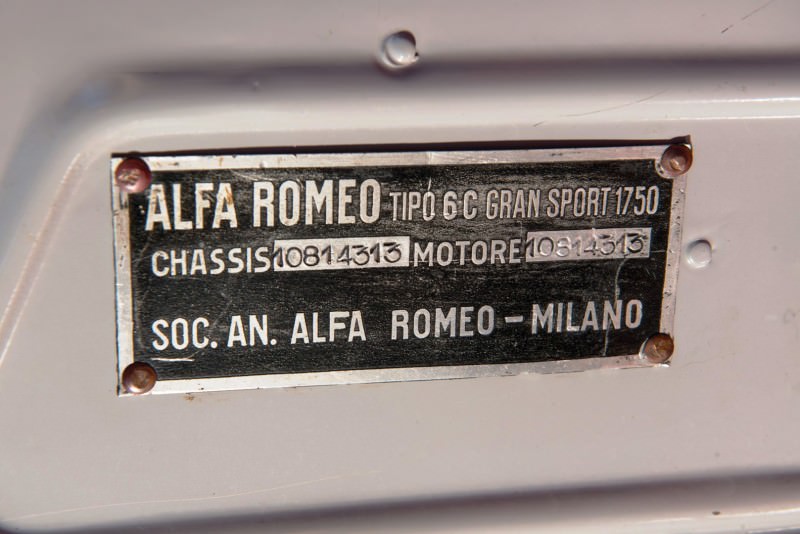 ALFA ROMEO TIPO 6C GRAN SPORT 1750
CHASSIS 10814313 MOTORE 10814313
SOC. AN. ALFA ROMEO – MILANO